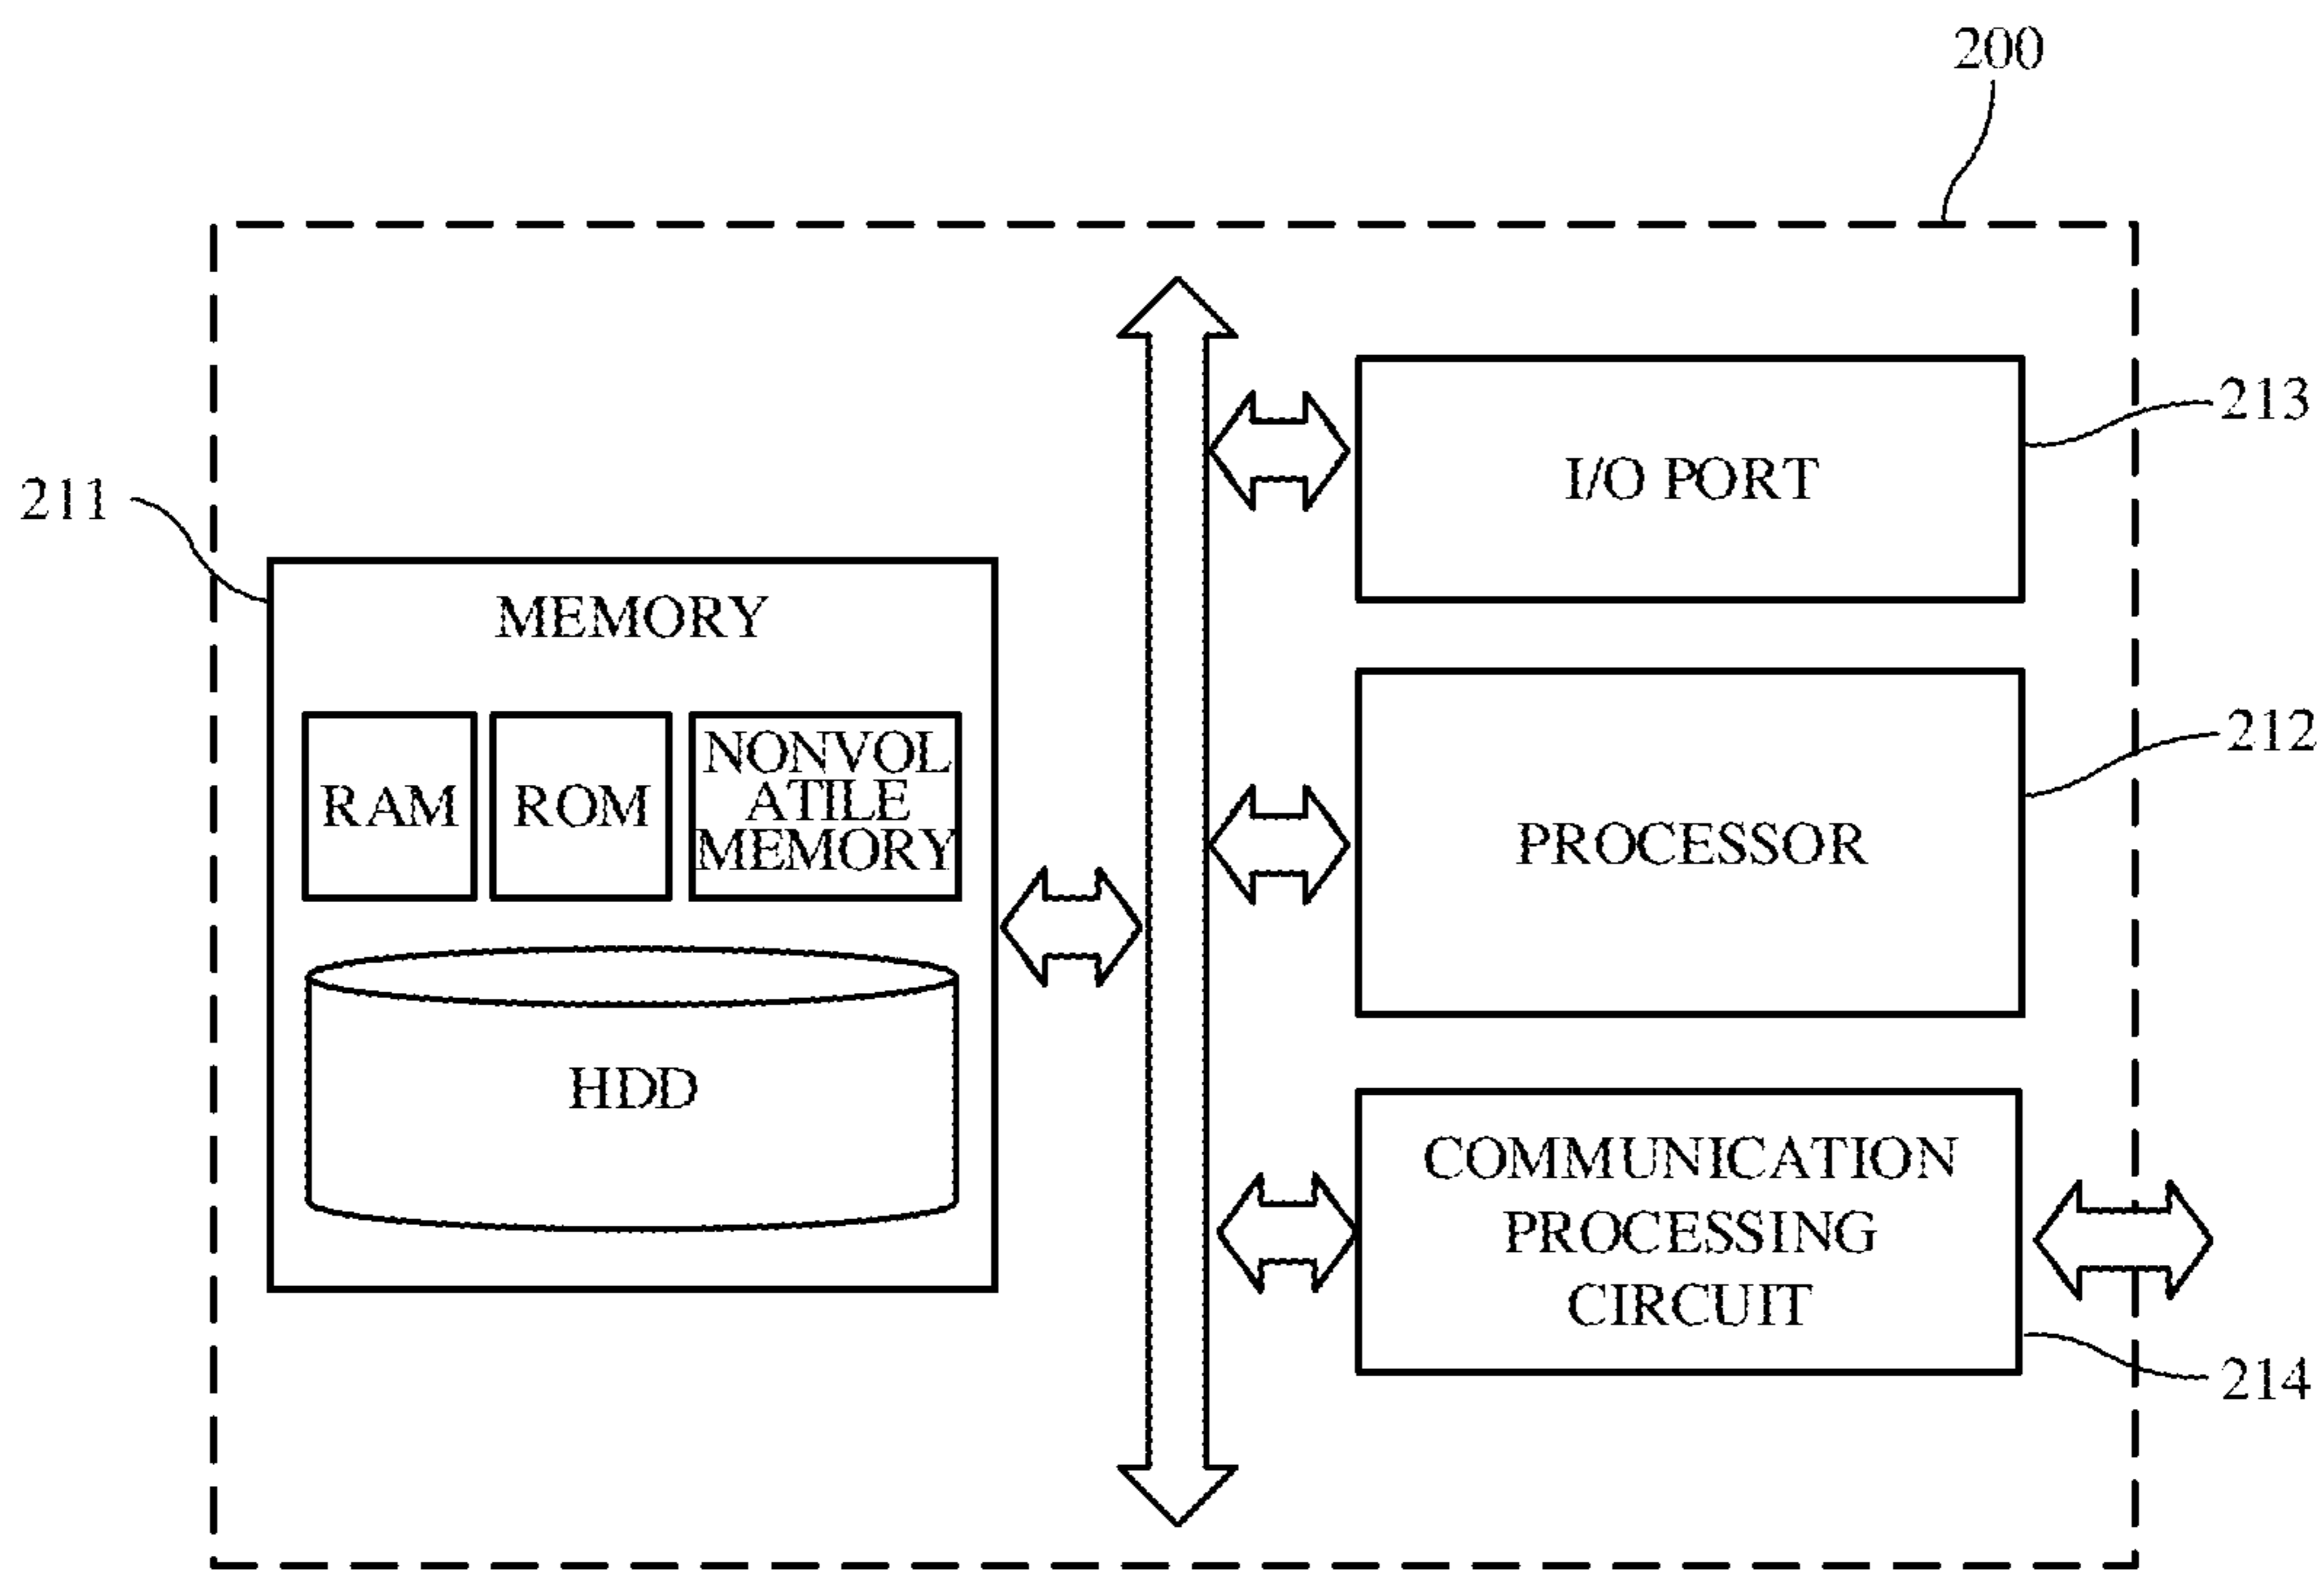 200
213
I/O PORT
211
MEMORY
212
NONVOL
RAM
ROM
ATILE
MEMORY
PROCESSOR
HDD
COMMUNICATION
PROCESSING
CIRCUIT
214